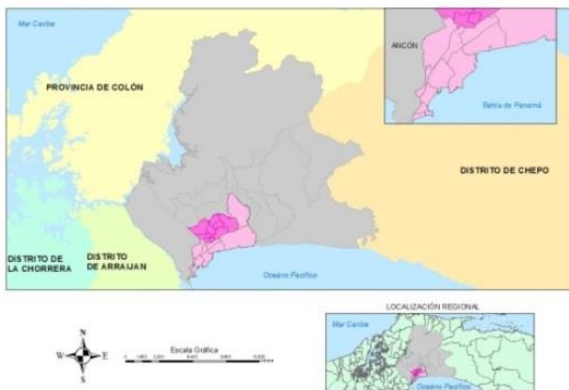 Mar Caribe
ANCÓN
PROVINCIA DE COLÓN
Bahía de Panamá
DISTRITO DE CHEPO
DISTRITO DE
LA CHORRERA
DISTRITO
DE ARRAIJAN
Océano Pacífico
LOCALIZACIÓN REGIONAL
Mar Caribe
N
W
E
S
Escala Gráfica
Océano Pacífico